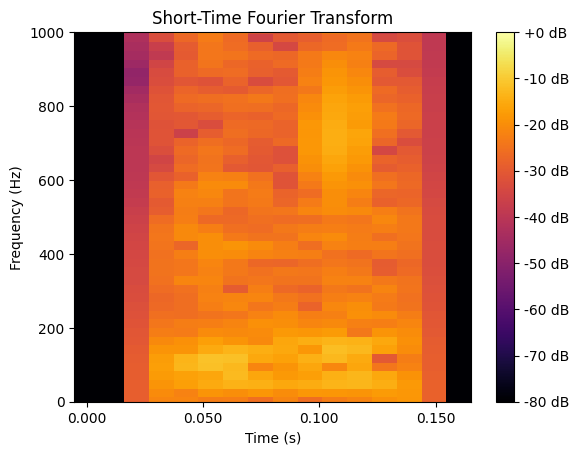 Short-Time Fourier Transform
1000
800
600
400
200
0
Frequency (Hz)
0.000
0.050
0.100
0.150
Time (s)
+0 dB
-10 dB
-20 dB
-30 dB
-40 dB
-50 dB
-60 dB
-70 dB
-80 dB